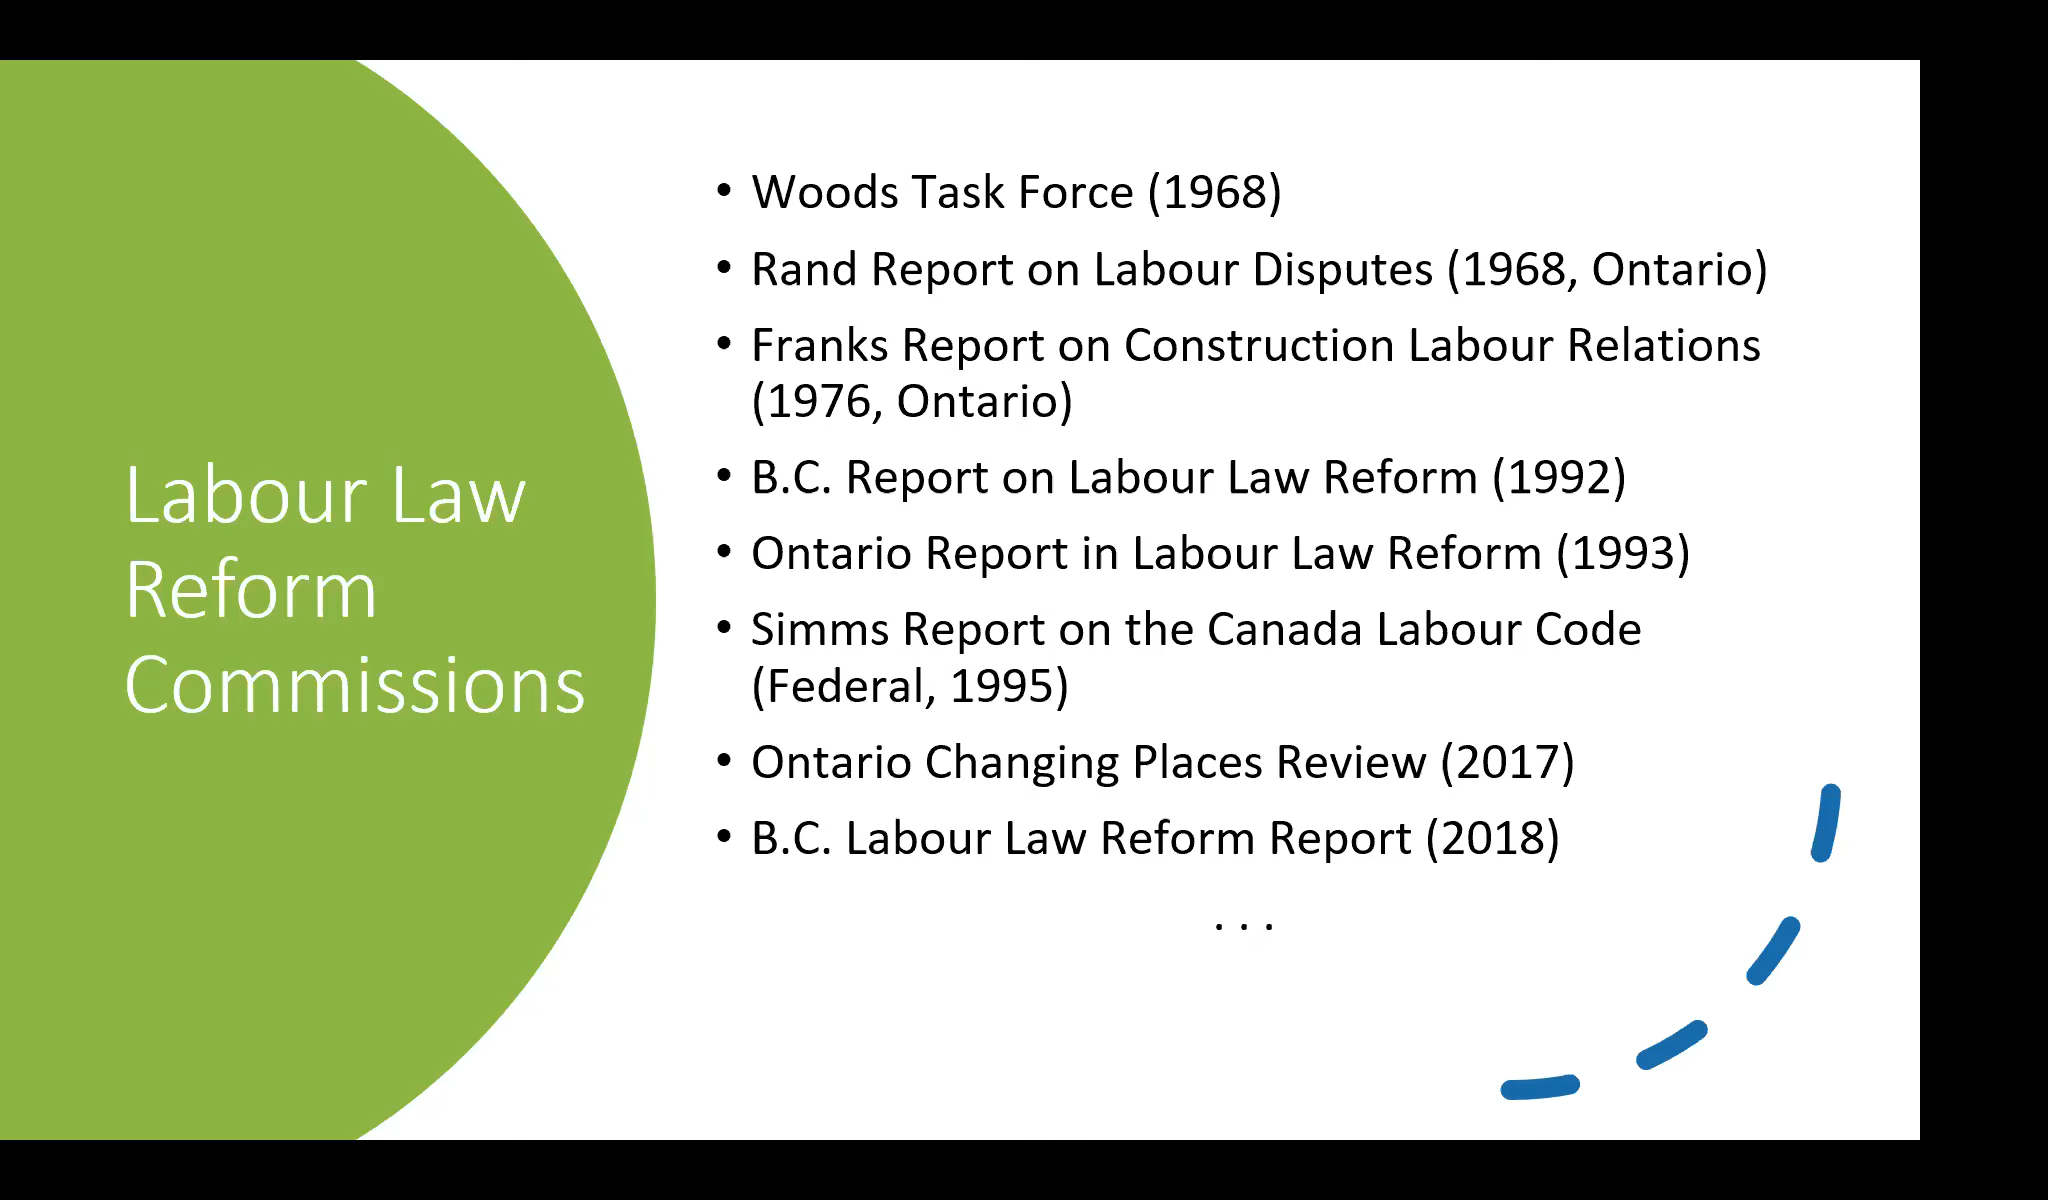 Labour Law
Reform
Commissions
• Woods Task Force (1968)
• Rand Report on Labour Disputes (1968, Ontario)
• Franks Report on Construction Labour Relations
(1976, Ontario)
• B.C. Report on Labour Law Reform (1992)
• Ontario Report in Labour Law Reform (1993)
• Simms Report on the Canada Labour Code
(Federal, 1995)
• Ontario Changing Places Review (2017)
• B.C. Labour Law Reform Report (2018)
. . .